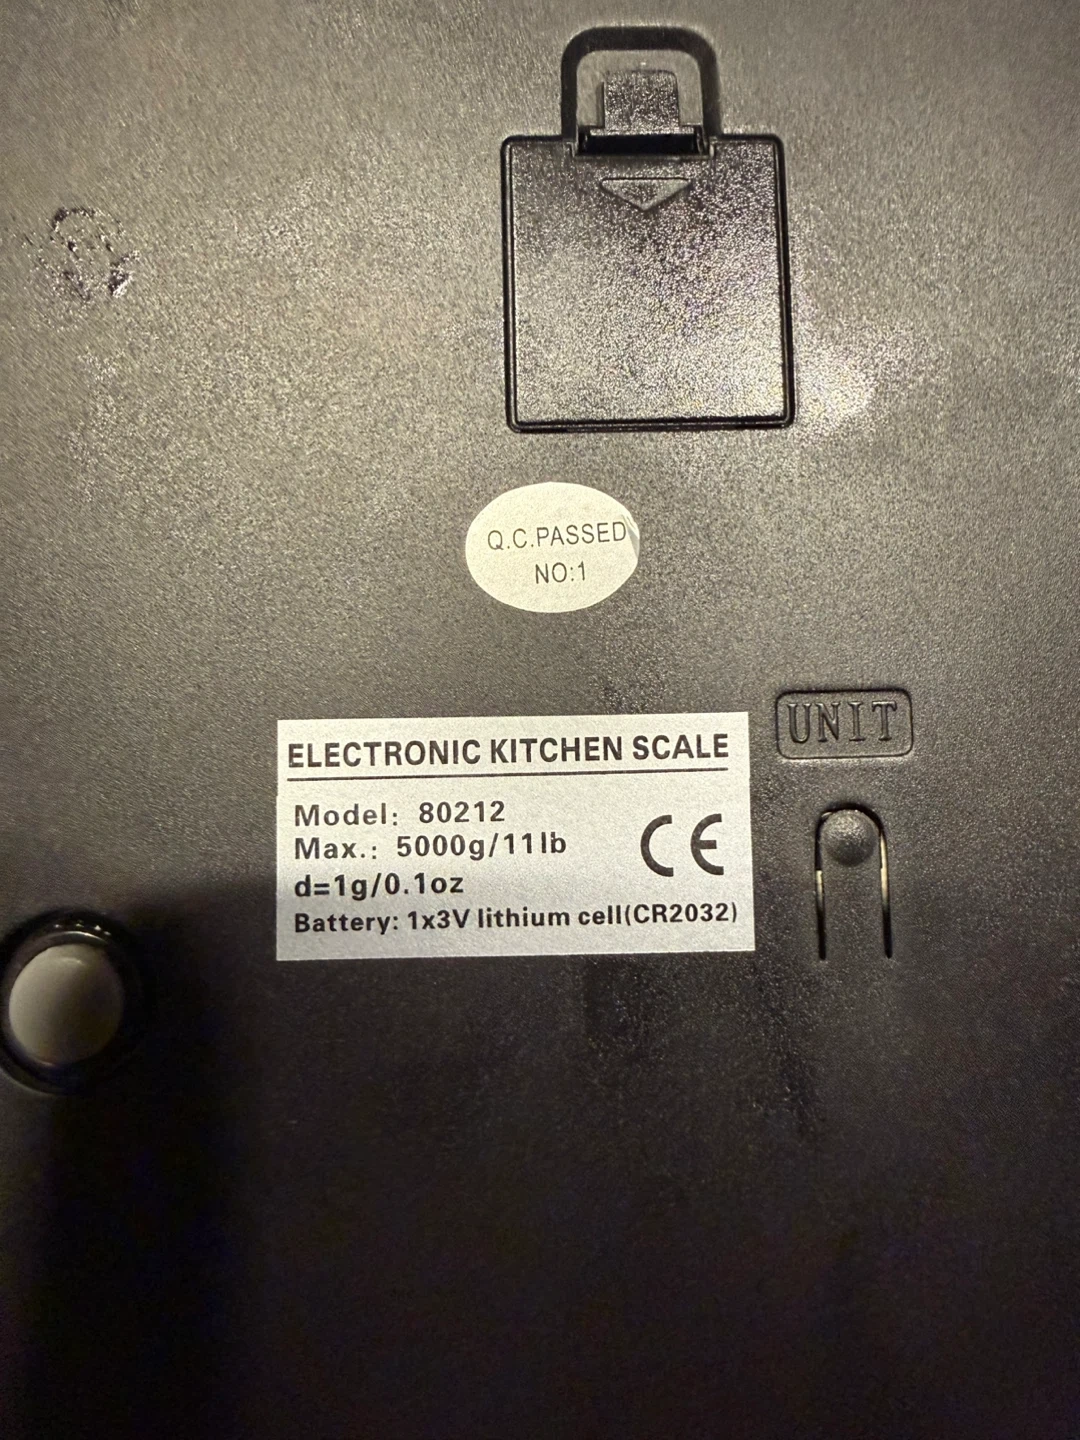 Q.C.PASSED
NO:1
UNIT
ELECTRONIC KITCHEN SCALE
Model: 80212
Max.: 5000g/11lb
d=1g/0.1oz
Battery: 1x3V lithium cell(CR2032)
CE